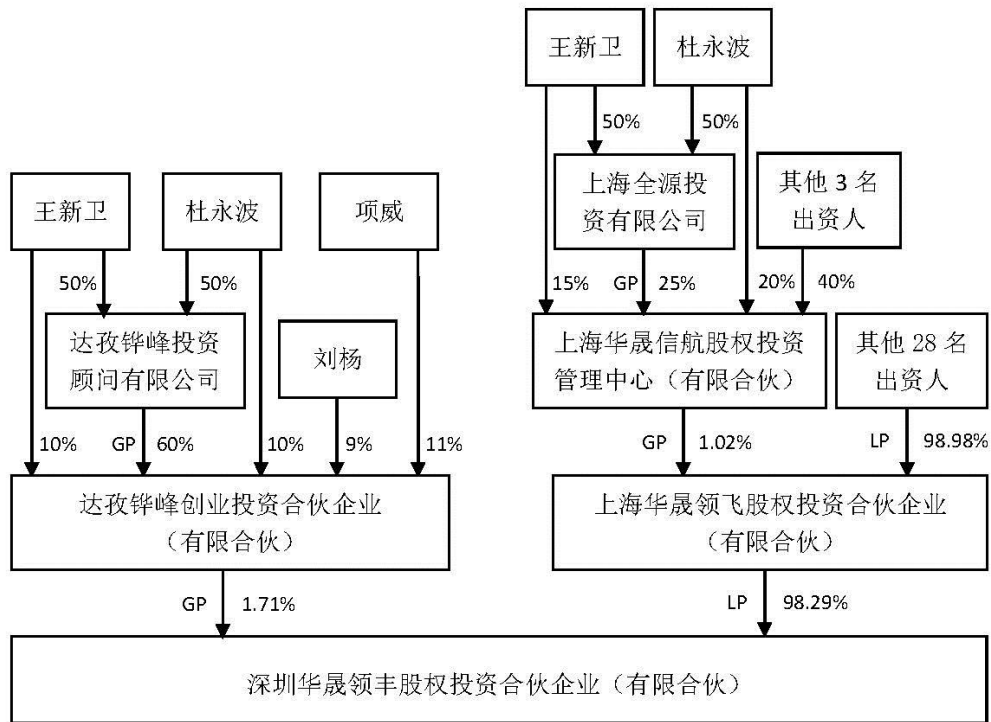 王新卫
杜永波
50%
50%
上海全源投
资有限公司
其他 3 名
出资人
王新卫
杜永波
项威
50%
50%
15%
GP
25%
20%
40%
达孜铧峰投资
顾问有限公司
刘杨
上海华晟信航股权投资
管理中心（有限合伙）
其他 28 名
出资人
10%
GP
60%
10%
9%
11%
GP
1.02%
LP
98.98%
达孜铧峰创业投资合伙企业
（有限合伙）
上海华晟领飞股权投资合伙企业
（有限合伙）
GP
1.71%
LP
98.29%
深圳华晟领丰股权投资合伙企业（有限合伙）